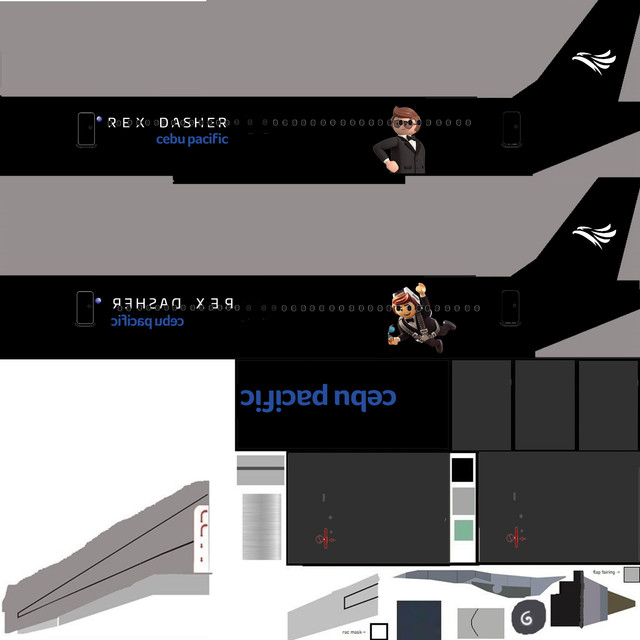 REX DASHER
cebu pacific
REX DASHER
cebu pacific
cebu pacific
flap fairing →
rac mask →